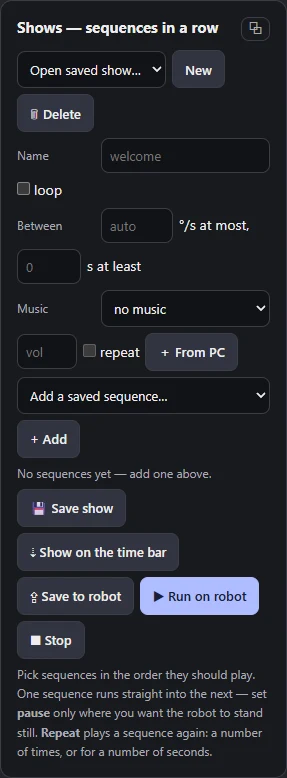 Shows — sequences in a row
Open saved show... New
Delete
Name welcome
loop
Between auto °/s at most,
0 s at least
Music no music
vol repeat + From PC
Add a saved sequence...
+ Add
No sequences yet — add one above.
Save show
⇣Show on the time bar
⇪ Save to robot ▶ Run on robot
■ Stop
Pick sequences in the order they should play.
One sequence runs straight into the next — set
pause only where you want the robot to stand
still. Repeat plays a sequence again: a number
of times, or for a number of seconds.